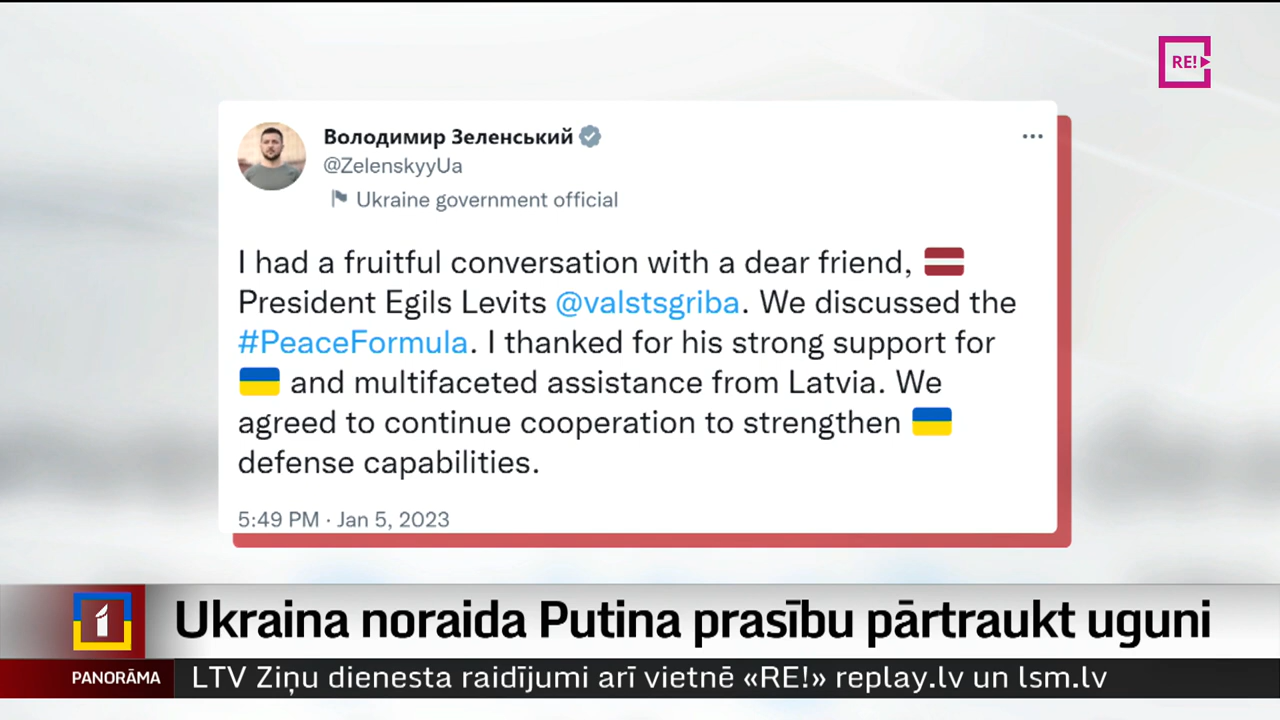 RE!
Володимир Зеленський
@ZelenskyyUa
Ukraine government official
I had a fruitful conversation with a dear friend, 🇱🇻
President Egils Levits @valstsgriba. We discussed the
#PeaceFormula. I thanked for his strong support for
🇺🇦 and multifaceted assistance from Latvia. We
agreed to continue cooperation to strengthen 🇺🇦
defense capabilities.
5:49 PM · Jan 5, 2023
1
Ukraina noraida Putina prasību pārtraukt uguni
PANORĀMA
LTV Ziņu dienesta raidījumi arī vietnē «RE!» replay.lv un lsm.lv